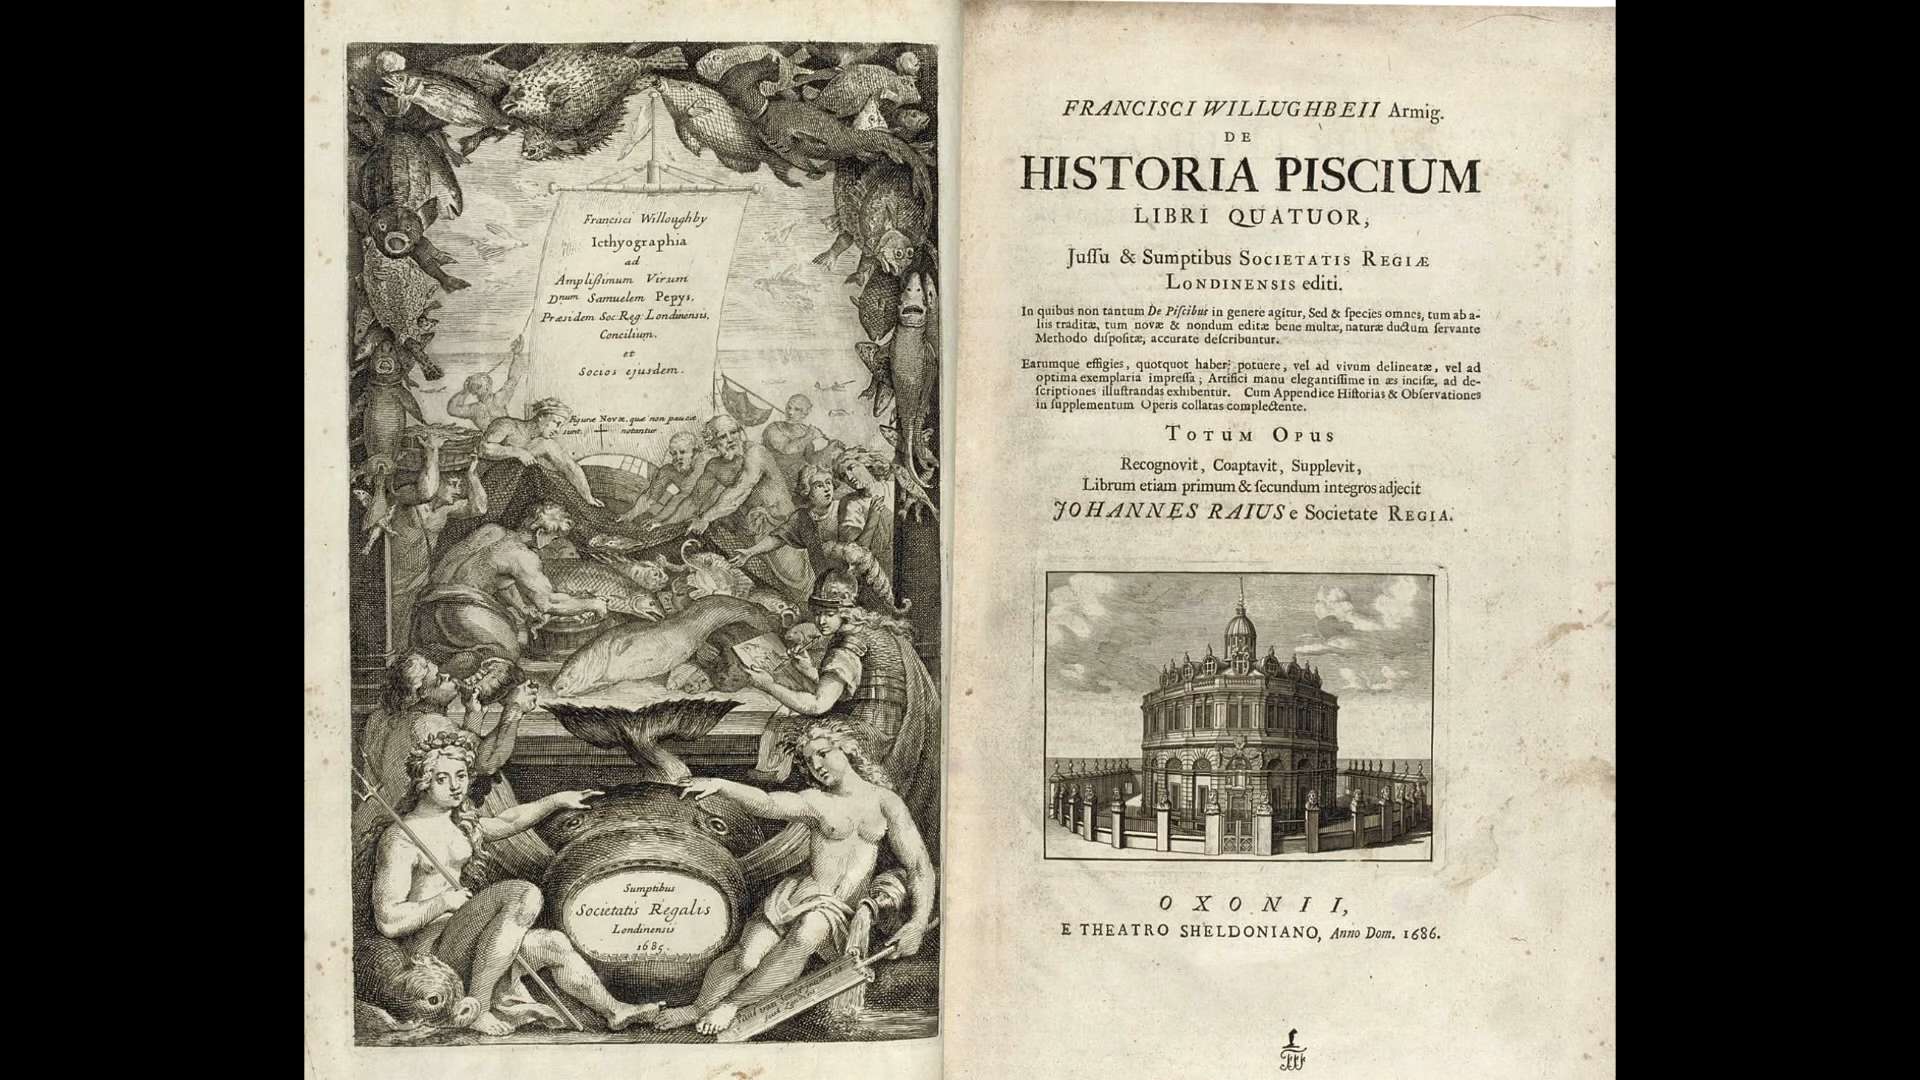 Francisci Willoughby
Icthyographia
ad
Amplißimum Virum
Dnum Samuelem Pepys,
Præsidem Soc Reg Londinensis,
Concilium,
et
Socios ejusdem.
Figuræ Novæ, quæ non paucæ
sunt, † notantur
Sumptibus
Societatis Regalis
Londinensis
1685.
FRANCISCI WILLUGHBEII Armig.
DE
HISTORIA PISCIUM
LIBRI QUATUOR,
Juſſu & Sumptibus SOCIETATIS REGIÆ
LONDINENSIS editi.
In quibus non tantum De Piſcibus in genere agitur, Sed & ſpecies omnes, tum ab a-
liis traditæ, tum novæ & nondum editæ bene multæ, naturæ ductum ſervante
Methodo diſpoſitæ, accurate deſcribuntur.
Earumque effigies, quotquot haberi potuere, vel ad vivum delineatæ, vel ad
optima exemplaria impreſſa; Artifici manu elegantiſſime in æs inciſæ, ad de-
ſcriptiones illuſtrandas exhibentur. Cum Appendice Hiſtorias & Obſervationes
in ſupplementum Operis collatas complectente.
TOTUM OPUS
Recognovit, Coaptavit, Supplevit,
Librum etiam primum & ſecundum integros adjecit
JOHANNES RAIUS e Societate REGIA.
OXONII,
E THEATRO SHELDONIANO, Anno Dom. 1686.